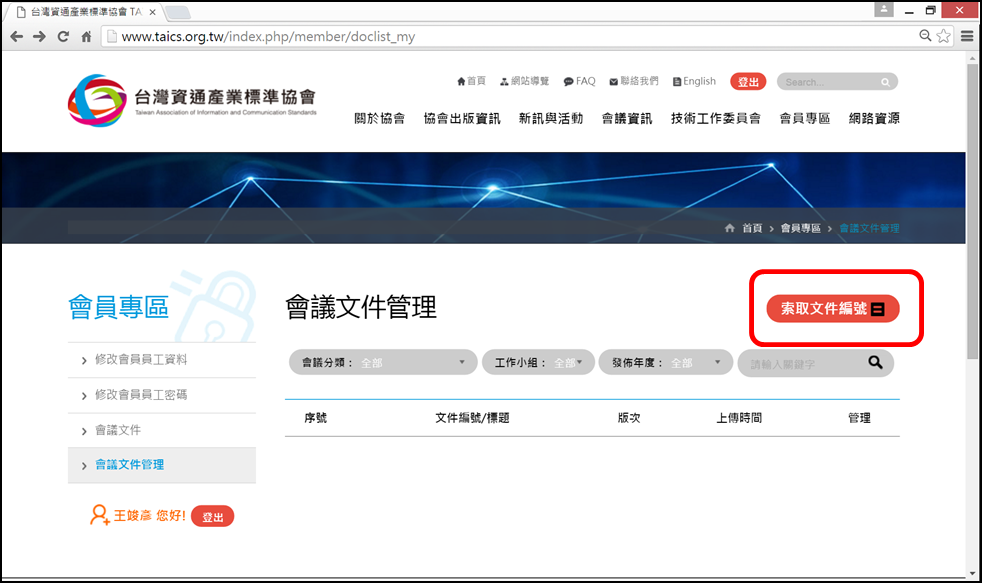 台灣資通產業標準協會 TA
www.taics.org.tw/index.php/member/doclist_my
首頁 網站導覽 FAQ 聯絡我們 English 登出 Search...
台灣資通產業標準協會
Taiwan Association of Information and Communication Standards
關於協會 協會出版資訊 新訊與活動 會議資訊 技術工作委員會 會員專區 網路資源
首頁 > 會員專區 > 會議文件管理
會員專區
會議文件管理
索取文件編號
會議分類： 全部 工作小組： 全部 發佈年度： 全部 請輸入關鍵字
序號 文件編號/標題 版次 上傳時間 管理
修改會員員工資料
修改會員員工密碼
會議文件
會議文件管理
王竣彥 您好! 登出